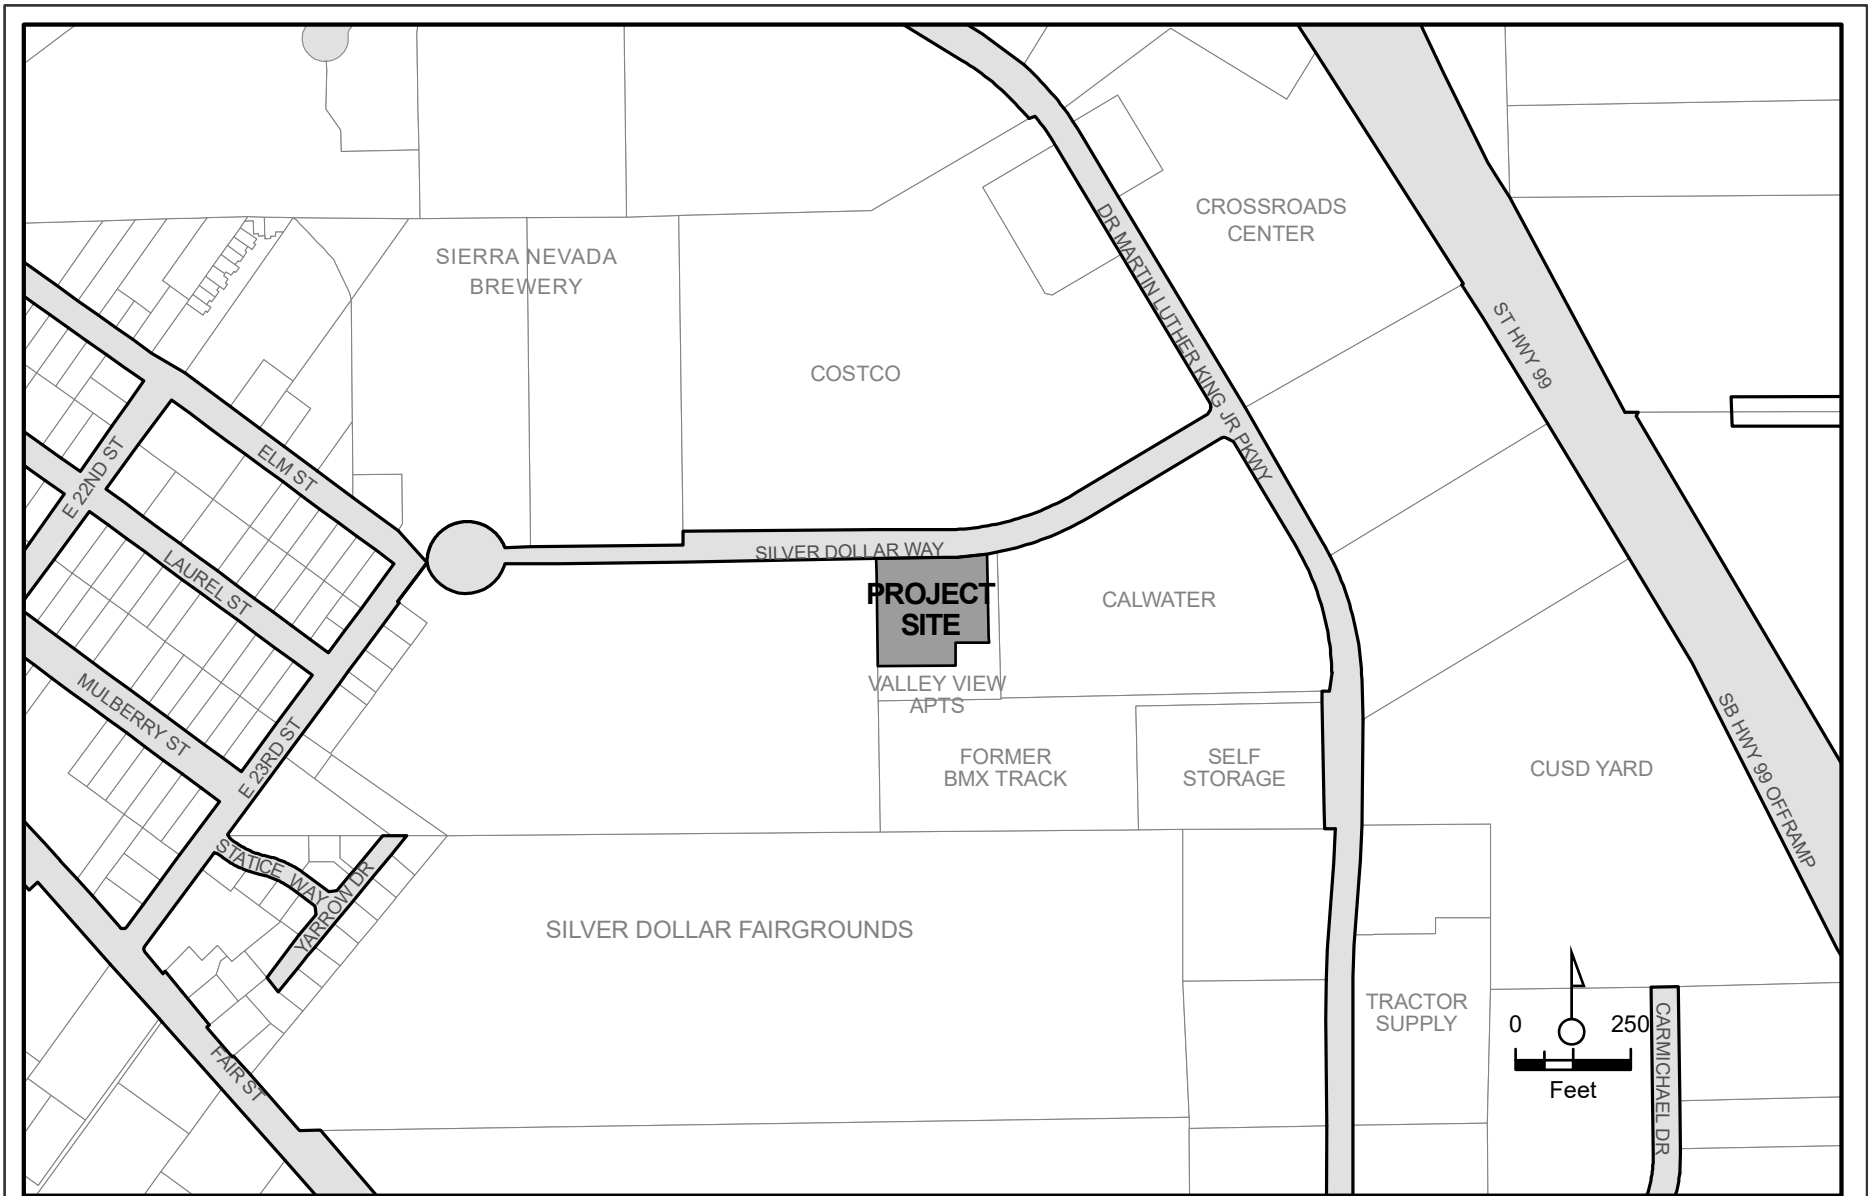 CROSSROADS
CENTER
SIERRA NEVADA
BREWERY
DR MARTIN LUTHER KING JR PKWY
ST HWY 99
COSTCO
ELM ST
E 22ND ST
SILVER DOLLAR WAY
LAUREL ST
PROJECT
SITE
CALWATER
VALLEY VIEW
APTS
MULBERRY ST
E 23RD ST
FORMER
BMX TRACK
SELF
STORAGE
CUSD YARD
SB HWY 99 OFFRAMP
STATICE WAY
YARROW DR
SILVER DOLLAR FAIRGROUNDS
TRACTOR
SUPPLY
0 250
Feet
CARMICHAEL DR
FAIR ST